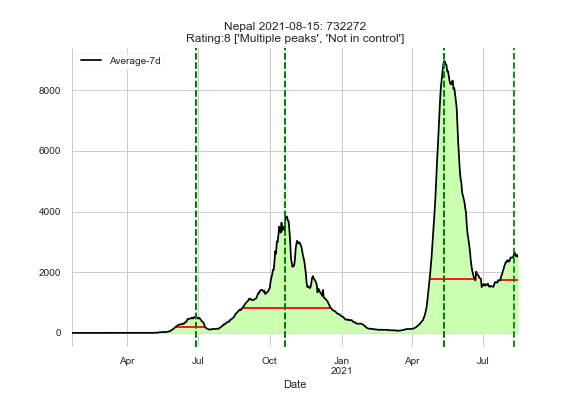 Nepal 2021-08-15: 732272
Rating:8 ['Multiple peaks', 'Not in control']
Average-7d
8000
6000
4000
2000
0
Apr
Jul
Oct
Jan
2021
Apr
Jul
Date